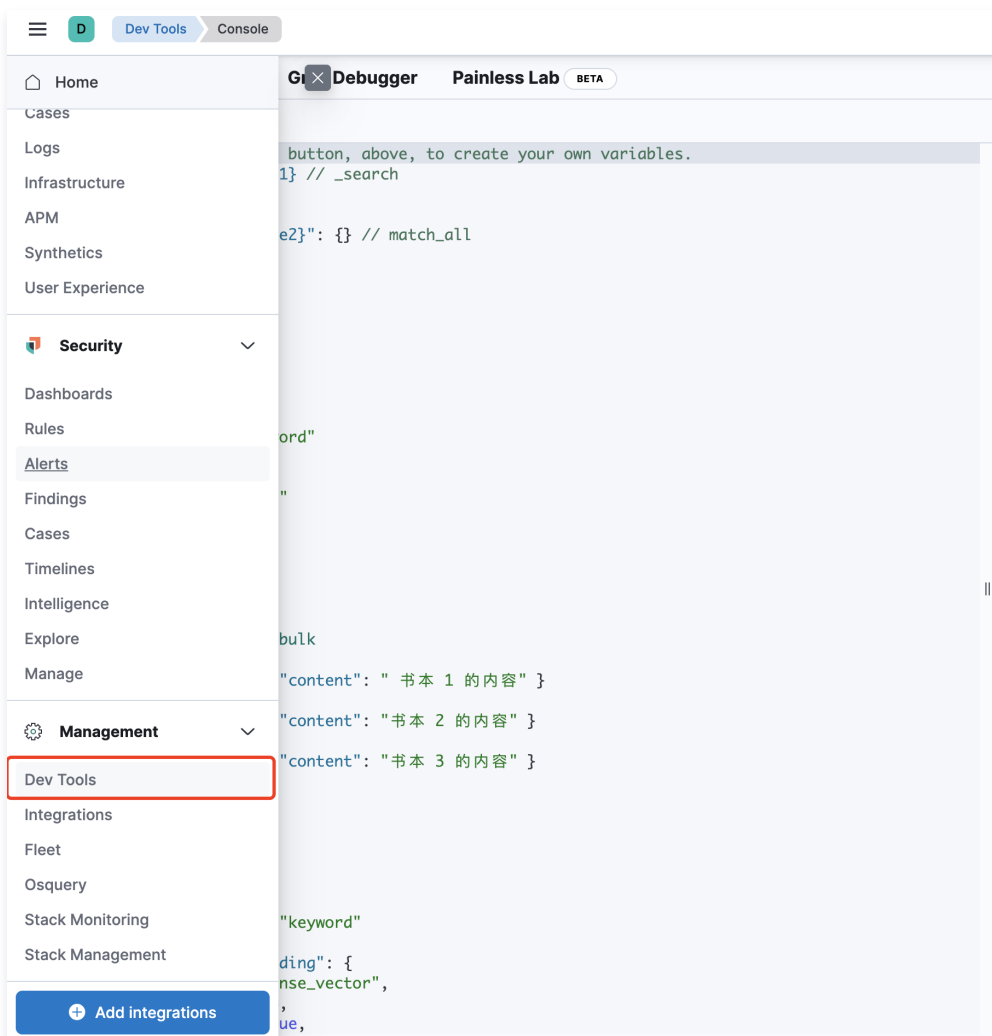 D Dev Tools Console
Home
Gr Debugger Painless Lab BETA
Cases
Logs
Infrastructure
APM
Synthetics
User Experience
Security
Dashboards
Rules
Alerts
Findings
Cases
Timelines
Intelligence
Explore
Manage
Management
Dev Tools
Integrations
Fleet
Osquery
Stack Monitoring
Stack Management
Add integrations
button, above, to create your own variables.
1} // _search
e2}": {} // match_all
ord"
"
bulk
"content": " 书本 1 的内容" }
"content": "书本 2 的内容" }
"content": "书本 3 的内容" }
"keyword"
ding": {
nse_vector",
,
ue,